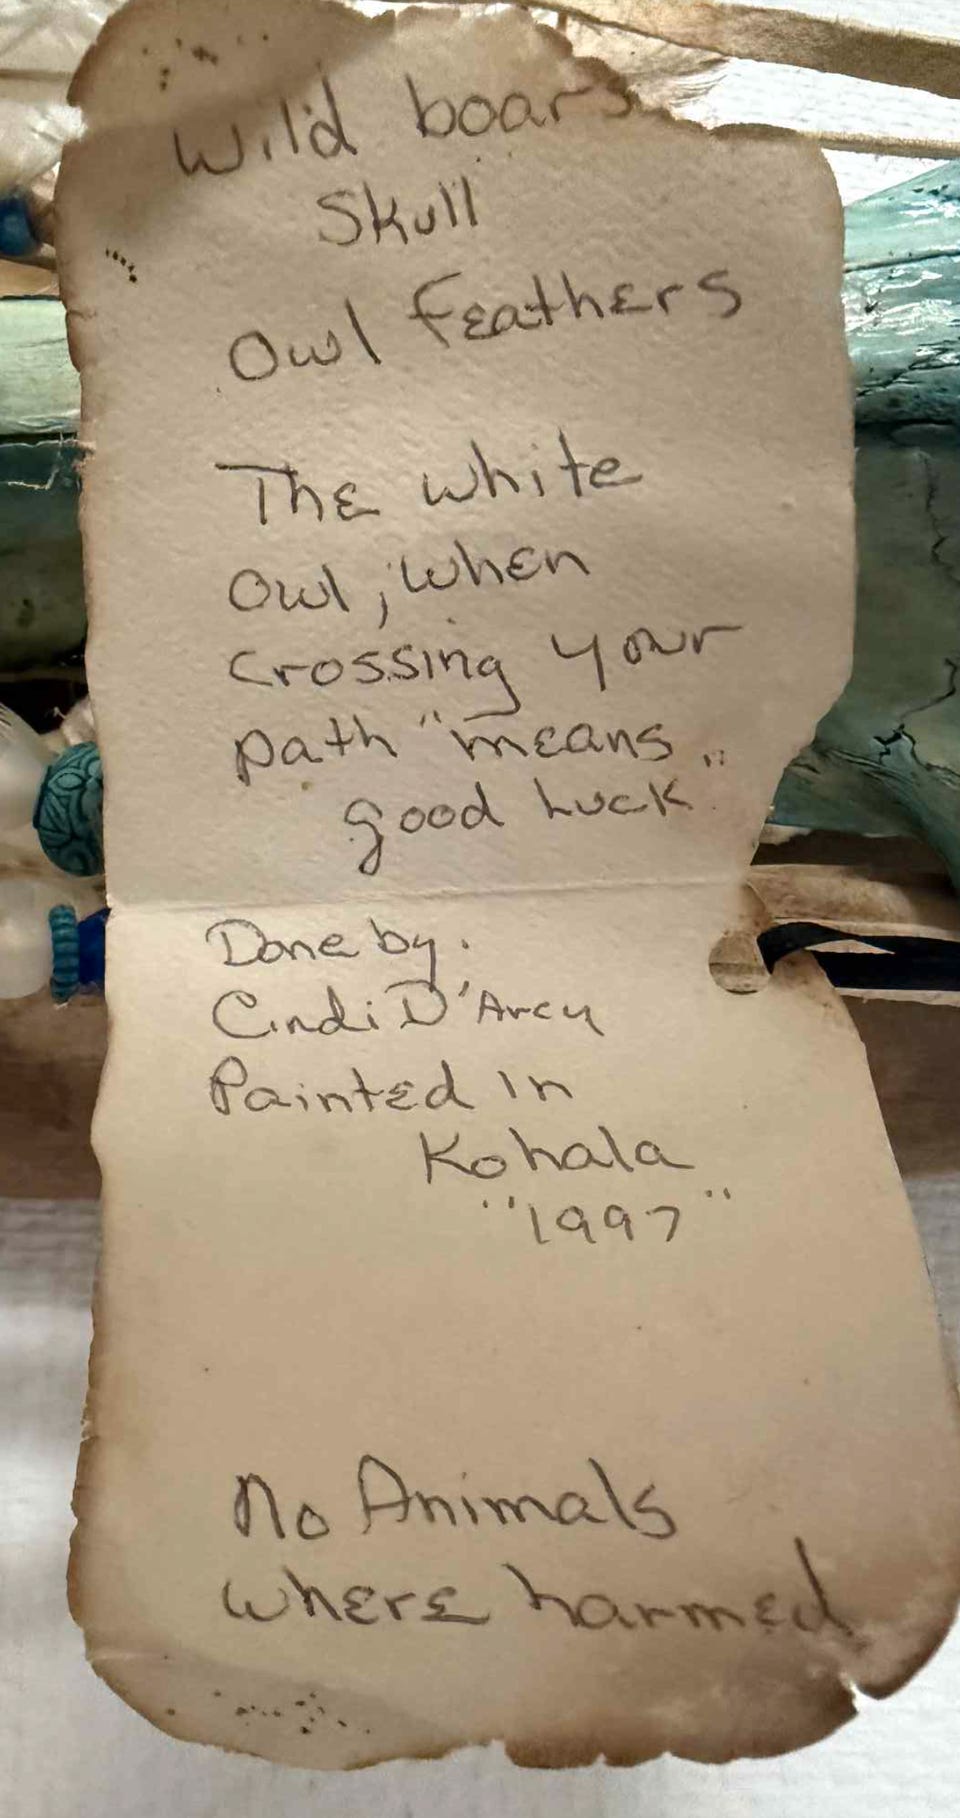 Wild boars
Skull
Owl Feathers
The white
Owl, when
crossing your
path "means
good Luck"
Done by.
Cindi D'Arcy
Painted In
Kohala
"1997"
No Animals
where harmed